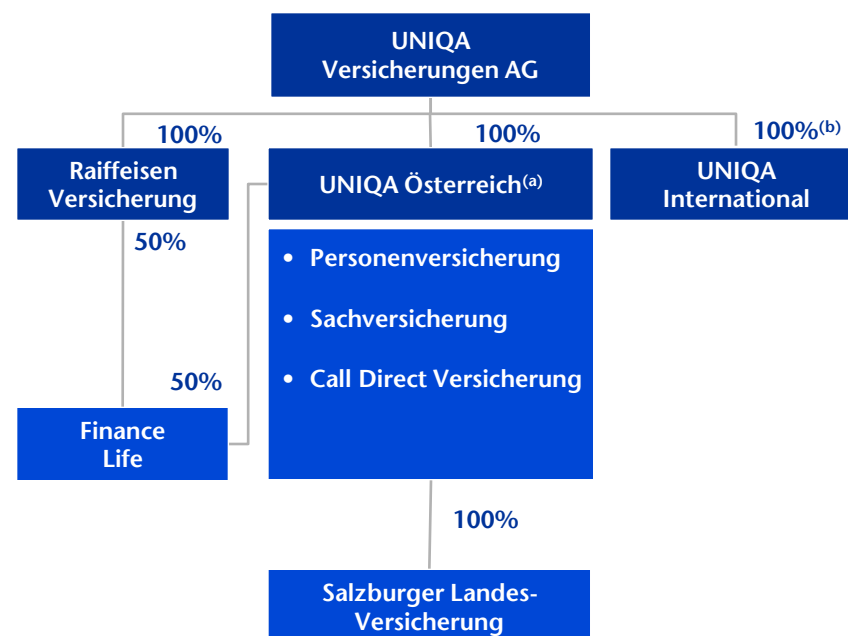 UNIQA
Versicherungen AG
100%
100%
100%(b)
Raiffeisen
Versicherung
UNIQA Österreich(a)
UNIQA
International
50%
• Personenversicherung
• Sachversicherung
• Call Direct Versicherung
50%
Finance
Life
100%
Salzburger Landes-
Versicherung